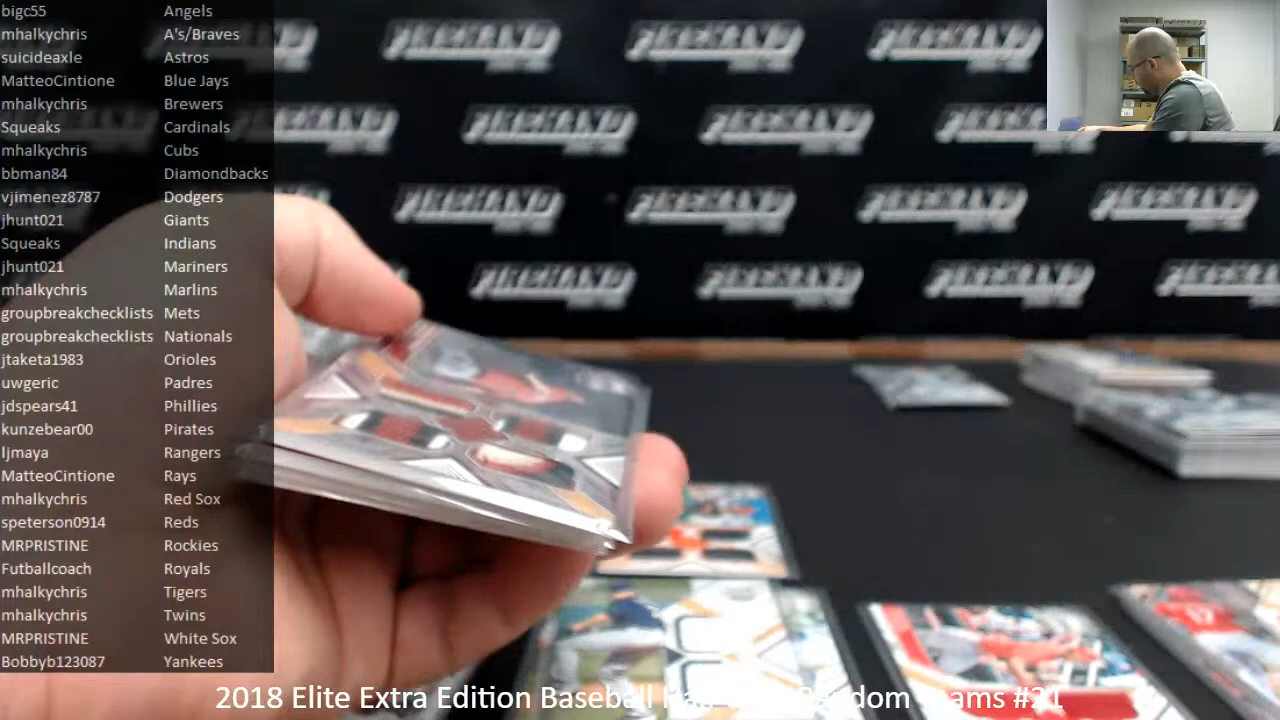 bigc55 Angels
mhalkychris A's/Braves
suicideaxle Astros
MatteoCintione Blue Jays
mhalkychris Brewers
Squeaks Cardinals
mhalkychris Cubs
bbman84 Diamondbacks
vjimenez8787 Dodgers
jhunt021 Giants
Squeaks Indians
jhunt021 Mariners
mhalkychris Marlins
groupbreakchecklists Mets
groupbreakchecklists Nationals
jtaketa1983 Orioles
uwgeric Padres
jdspears41 Phillies
kunzebear00 Pirates
ljmaya Rangers
MatteoCintione Rays
mhalkychris Red Sox
speterson0914 Reds
MRPRISTINE Rockies
Futballcoach Royals
mhalkychris Tigers
mhalkychris Twins
MRPRISTINE White Sox
Bobbyb123087 Yankees
2018 Elite Extra Edition Baseball #21